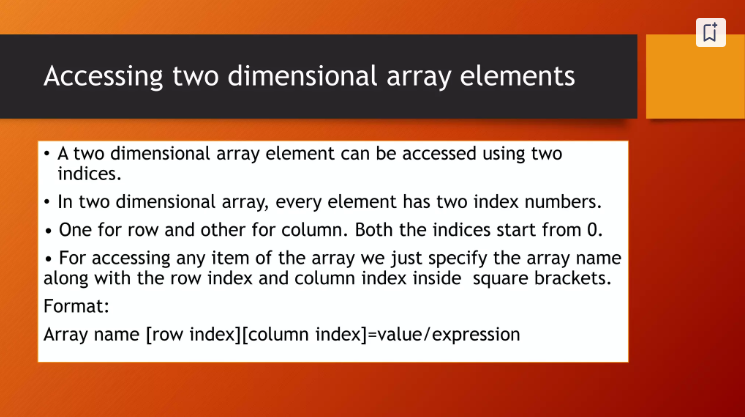 Accessing two dimensional array elements
• A two dimensional array element can be accessed using two
indices.
• In two dimensional array, every element has two index numbers.
• One for row and other for column. Both the indices start from 0.
• For accessing any item of the array we just specify the array name
along with the row index and column index inside  square brackets.
Format:
Array name [row index][column index]=value/expression